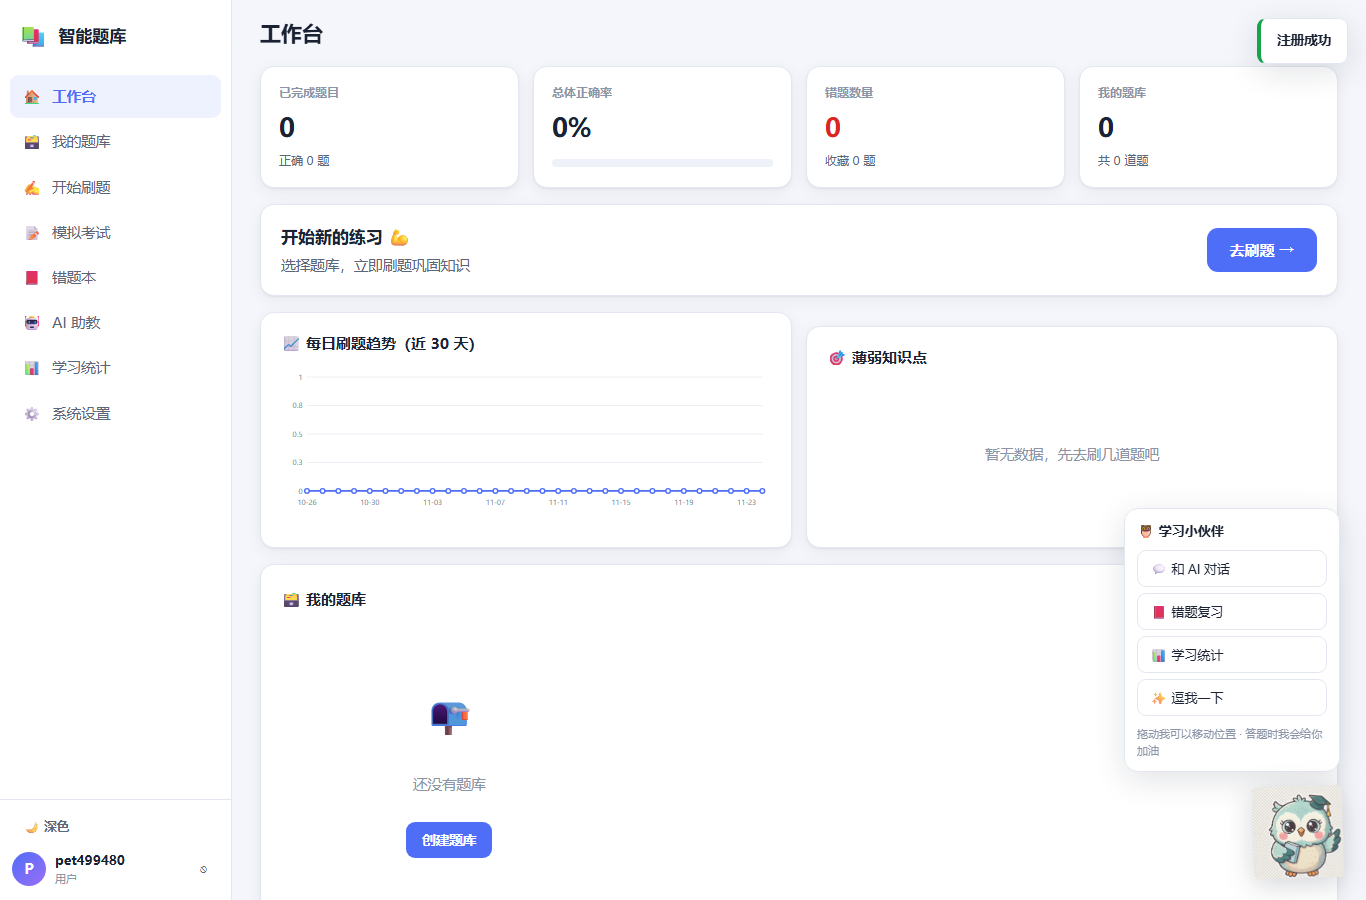 智能题库
工作台
我的题库
开始刷题
模拟考试
错题本
AI 助教
学习统计
系统设置
深色
P
pet499480
用户
工作台
注册成功
已完成题目
0
正确 0 题
总体正确率
0%
错题数量
0
收藏 0 题
我的题库
0
共 0 道题
开始新的练习
选择题库，立即刷题巩固知识
去刷题 →
每日刷题趋势（近 30 天）
1
0.8
0.5
0.3
0
10-26 10-30 11-03 11-07 11-11 11-15 11-19 11-23
薄弱知识点
暂无数据，先去刷几道题吧
我的题库
还没有题库
创建题库
学习小伙伴
和 AI 对话
错题复习
学习统计
逗我一下
拖动我可以移动位置 · 答题时我会给你
加油